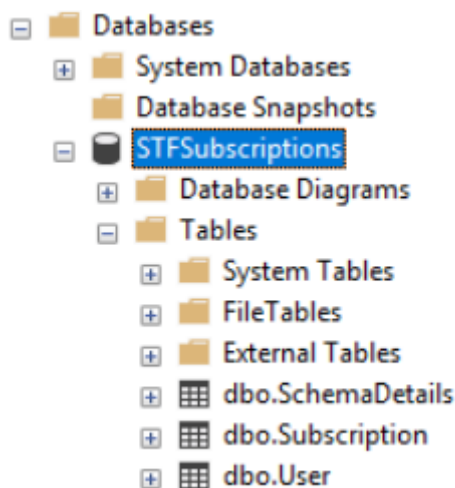 Databases
System Databases
Database Snapshots
STFSubscriptions
Database Diagrams
Tables
System Tables
FileTables
External Tables
dbo.SchemaDetails
dbo.Subscription
dbo.User